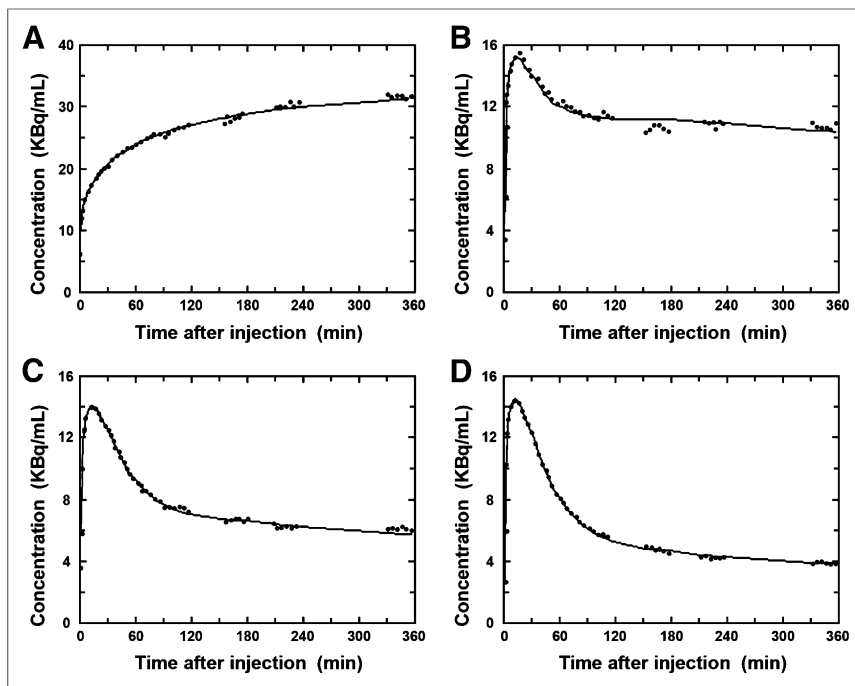 A
Concentration (KBq/mL)
40
30
20
10
0
0 60 120 180 240 300 360
Time after injection (min)
B
Concentration (KBq/mL)
16
12
8
4
0
0 60 120 180 240 300 360
Time after injection (min)
C
Concentration (KBq/mL)
16
12
8
4
0
0 60 120 180 240 300 360
Time after injection (min)
D
Concentration (KBq/mL)
16
12
8
4
0
0 60 120 180 240 300 360
Time after injection (min)